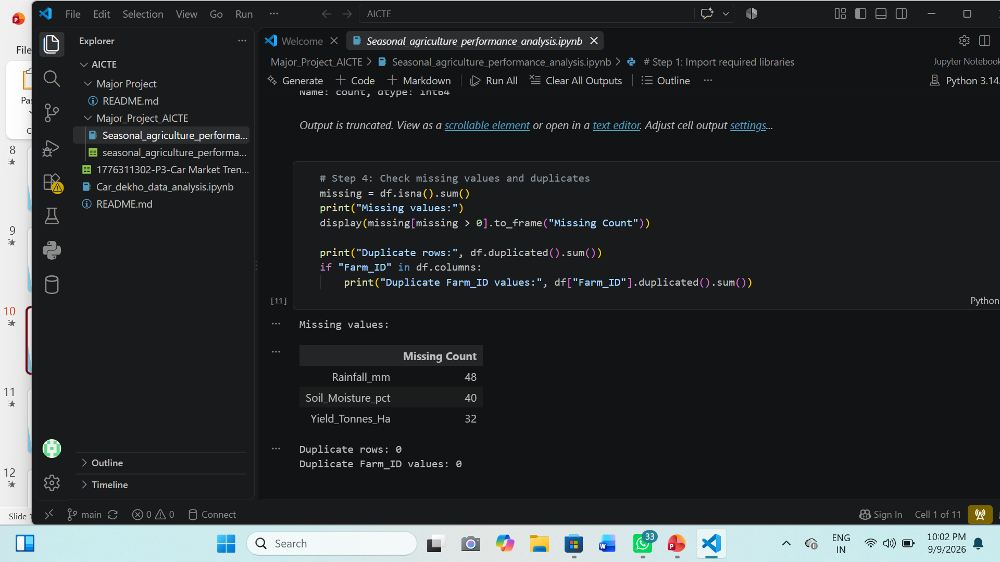 File Edit Selection View Go Run ...
AICTE
File
Pas
C
8
9
10
11
12
Slide 1
Explorer
AICTE
Major Project
README.md
Major_Project_AICTE
Seasonal_agriculture_performa...
seasonal_agriculture_performa...
1776311302-P3-Car Market Tren...
Car_dekho_data_analysis.ipynb
README.md
Outline
Timeline
Welcome
Seasonal_agriculture_performance_analysis.ipynb
Major_Project_AICTE > Seasonal_agriculture_performance_analysis.ipynb > # Step 1: Import required libraries
Jupyter Notebook
Generate + Code + Markdown Run All Clear All Outputs Outline ...
Python 3.14.
Name: count, dtype: int64
Output is truncated. View as a scrollable element or open in a text editor. Adjust cell output settings...
# Step 4: Check missing values and duplicates
missing = df.isna().sum()
print("Missing values:")
display(missing[missing > 0].to_frame("Missing Count"))
print("Duplicate rows:", df.duplicated().sum())
if "Farm_ID" in df.columns:
print("Duplicate Farm_ID values:", df["Farm_ID"].duplicated().sum())
[11]
Python
Missing values:
Missing Count
Rainfall_mm 48
Soil_Moisture_pct 40
Yield_Tonnes_Ha 32
Duplicate rows: 0
Duplicate Farm_ID values: 0
main 0 0 Connect
Sign In Cell 1 of 11
Search
33
ENG
IN
10:02 PM
9/9/2026